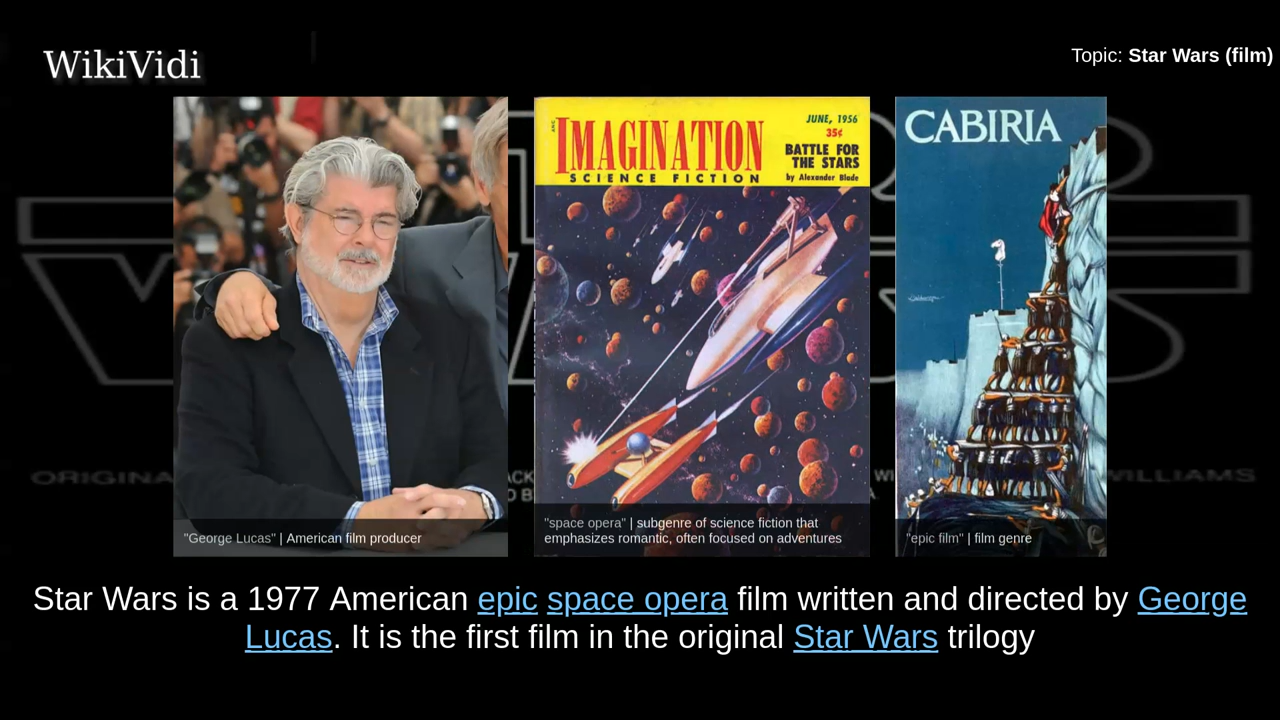 WikiVidi
Topic: Star Wars (film)
IMAGINATION
SCIENCE FICTION
JUNE, 1956
35¢
BATTLE FOR
THE STARS
by Alexander Blade
CABIRIA
"George Lucas" | American film producer
"space opera" | subgenre of science fiction that
emphasizes romantic, often focused on adventures
"epic film" | film genre
ORIGINA
WILLIAMS
Star Wars is a 1977 American epic space opera film written and directed by George
Lucas. It is the first film in the original Star Wars trilogy